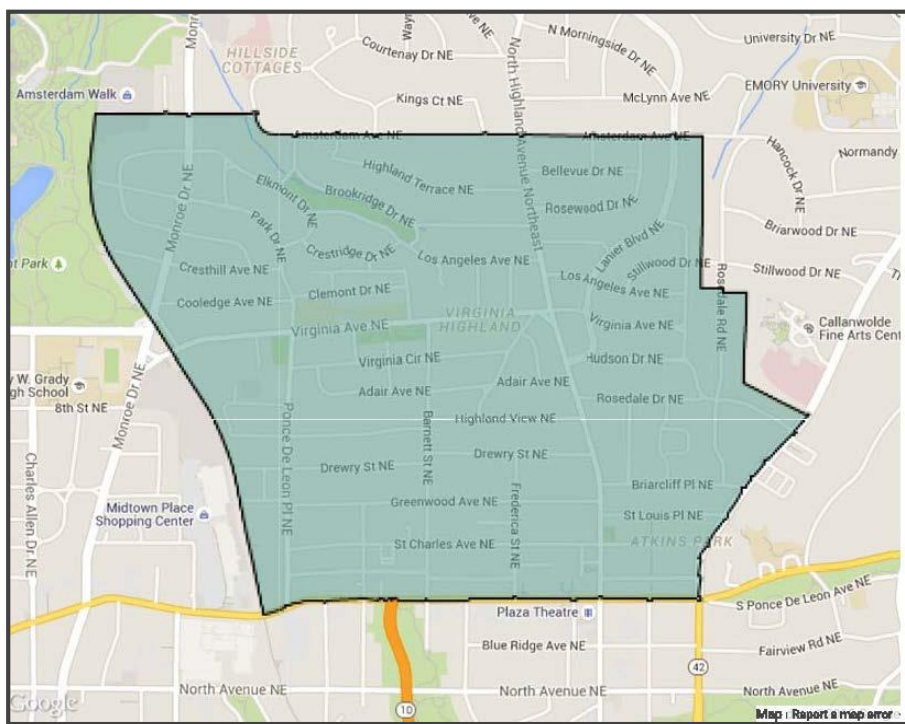 Monro
HILLSIDE
COTTAGES
Way
Courtenay Dr NE
North Highland Avenue Northeast
N Morningside Dr NE
University Dr NE
Amsterdam Walk
Kings Ct NE
McLynn Ave NE
EMORY University
Amsterdam Ave NE
Amsterdam Ave NE
Hancock Dr NE
Normandy
Highland Terrace NE
Bellevue Dr NE
Monroe Dr NE
Elkmont Dr NE
Brookridge Dr NE
Rosewood Dr NE
Park Dr NE
Briarwood Dr NE
Lanier Blvd NE
Crestridge Dr NE
Los Angeles Ave NE
nt Park
Cresthill Ave NE
Stillwood Dr NE
Stillwood Dr NE
Los Angeles Ave NE
Rosedale Rd NE
Clemont Dr NE
Cooledge Ave NE
VIRGINIA
HIGHLAND
Virginia Ave NE
Virginia Ave NE
Callanwolde
Fine Arts Cent
Virginia Cir NE
Hudson Dr NE
y W. Grady
gh School
Monroe Dr NE
Adair Ave NE
Adair Ave NE
8th St NE
Rosedale Dr NE
Ponce De Leon Pl NE
Barnett St NE
Highland View NE
Charles Allen Dr NE
Drewry St NE
Drewry St NE
Frederica St NE
Briarcliff Pl NE
Midtown Place
Shopping Center
Greenwood Ave NE
St Louis Pl NE
St Charles Ave NE
ATKINS PARK
Plaza Theatre
S Ponce De Leon Ave NE
Blue Ridge Ave NE
Fairview Rd NE
42
North Avenue NE
North Avenue NE
North Avenue NE
10
Google
Map
Report a map error